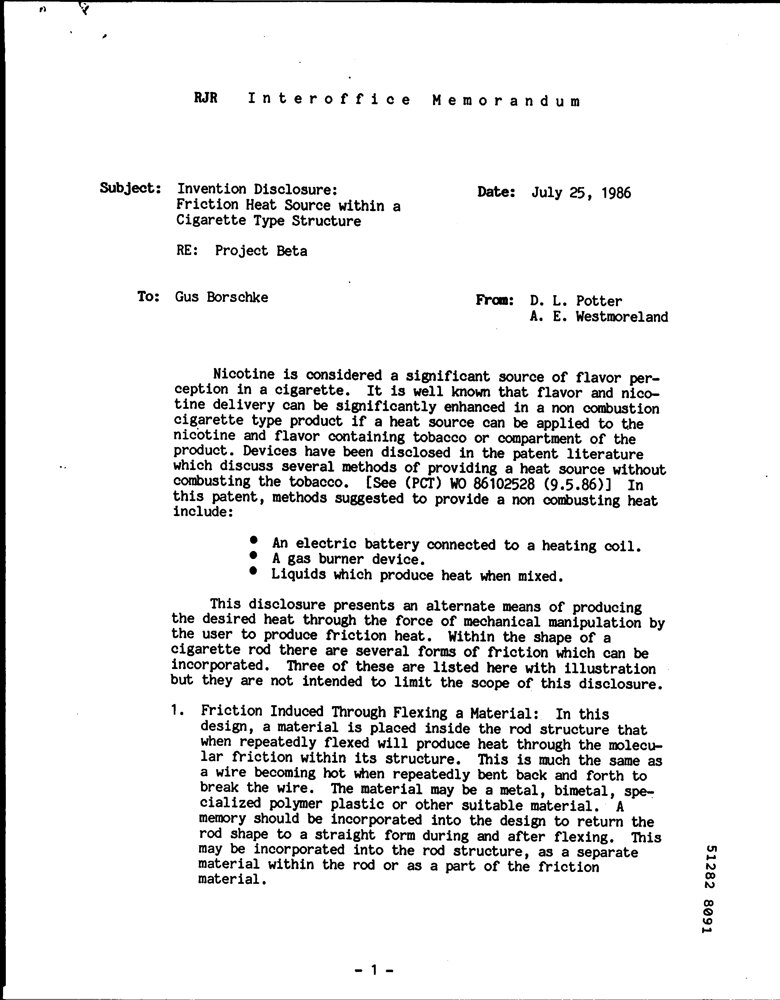 RJR Interoffice Memorandum
Subject: Invention Disclosure:
Friction Heat Source within a
Cigarette Type Structure
Date: July 25, 1986
RE: Project Beta
To: Gus Borschke
From: D. L. Potter
A. E. Westmoreland
Nicotine is considered a significant source of flavor per-
ception in a cigarette. It is well known that flavor and nico-
tine delivery can be significantly enhanced in a non combustion
cigarette type product if a heat source can be applied to the
nicotine and flavor containing tobacco or compartment of the
product. Devices have been disclosed in the patent literature
which discuss several methods of providing a heat source without
combusting the tobacco. [See (PCT) WO 86102528 (9.5.86)] In
this patent, methods suggested to provide a non combusting heat
include:
● An electric battery connected to a heating coil.
● A gas burner device.
● Liquids which produce heat when mixed.
This disclosure presents an alternate means of producing
the desired heat through the force of mechanical manipulation by
the user to produce friction heat. Within the shape of a
cigarette rod there are several forms of friction which can be
incorporated. Three of these are listed here with illustration
but they are not intended to limit the scope of this disclosure.
1. Friction Induced Through Flexing a Material: In this
design, a material is placed inside the rod structure that
when repeatedly flexed will produce heat through the molecu-
lar friction within its structure. This is much the same as
a wire becoming hot when repeatedly bent back and forth to
break the wire. The material may be a metal, bimetal, spe-
cialized polymer plastic or other suitable material. A
memory should be incorporated into the design to return the
rod shape to a straight form during and after flexing. This
may be incorporated into the rod structure, as a separate
material within the rod or as a part of the friction
material.
51282 8091
- 1 -